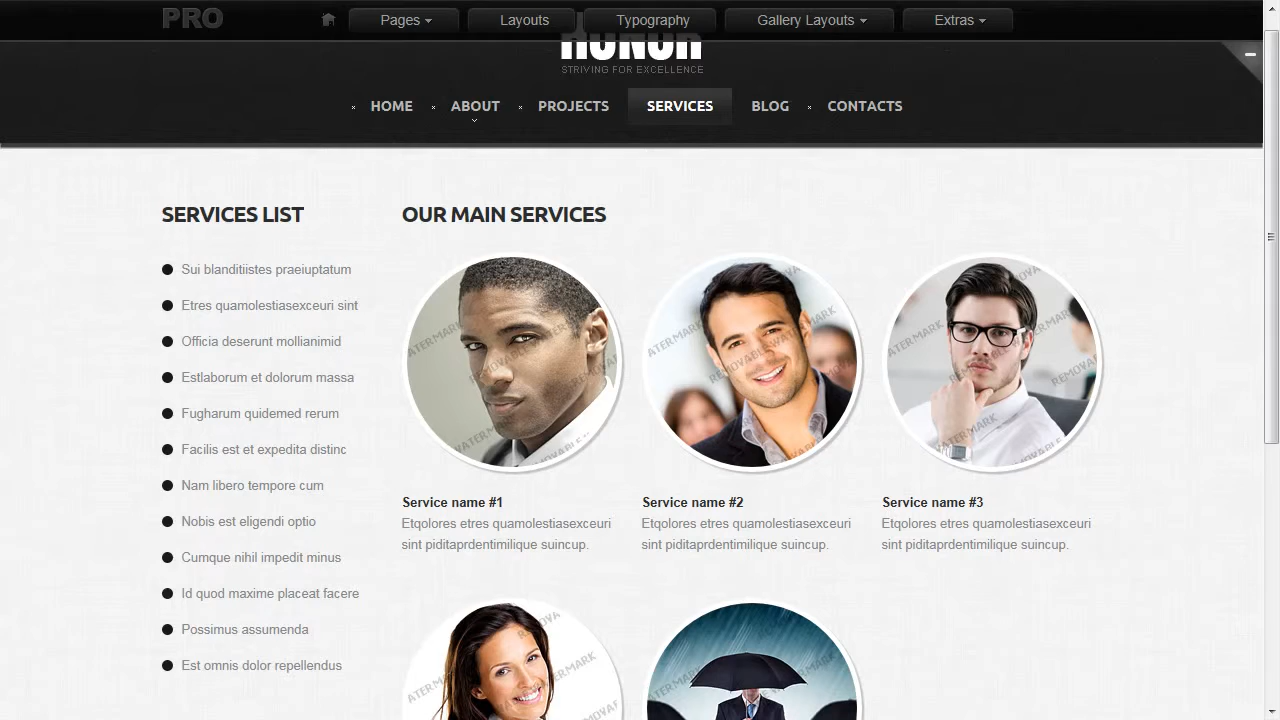 PRO
Pages
Layouts
Typography
Gallery Layouts
Extras
HONOR
STRIVING FOR EXCELLENCE
HOME
ABOUT
PROJECTS
SERVICES
BLOG
CONTACTS
SERVICES LIST
Sui blanditiistes praeiuptatum
Etres quamolestiasexceuri sint
Officia deserunt mollianimid
Estlaborum et dolorum massa
Fugharum quidemed rerum
Facilis est et expedita distinc
Nam libero tempore cum
Nobis est eligendi optio
Cumque nihil impedit minus
Id quod maxime placeat facere
Possimus assumenda
Est omnis dolor repellendus
OUR MAIN SERVICES
Service name #1
Etqolores etres quamolestiasexceuri
sint piditaprdentimilique suincup.
Service name #2
Etqolores etres quamolestiasexceuri
sint piditaprdentimilique suincup.
Service name #3
Etqolores etres quamolestiasexceuri
sint piditaprdentimilique suincup.